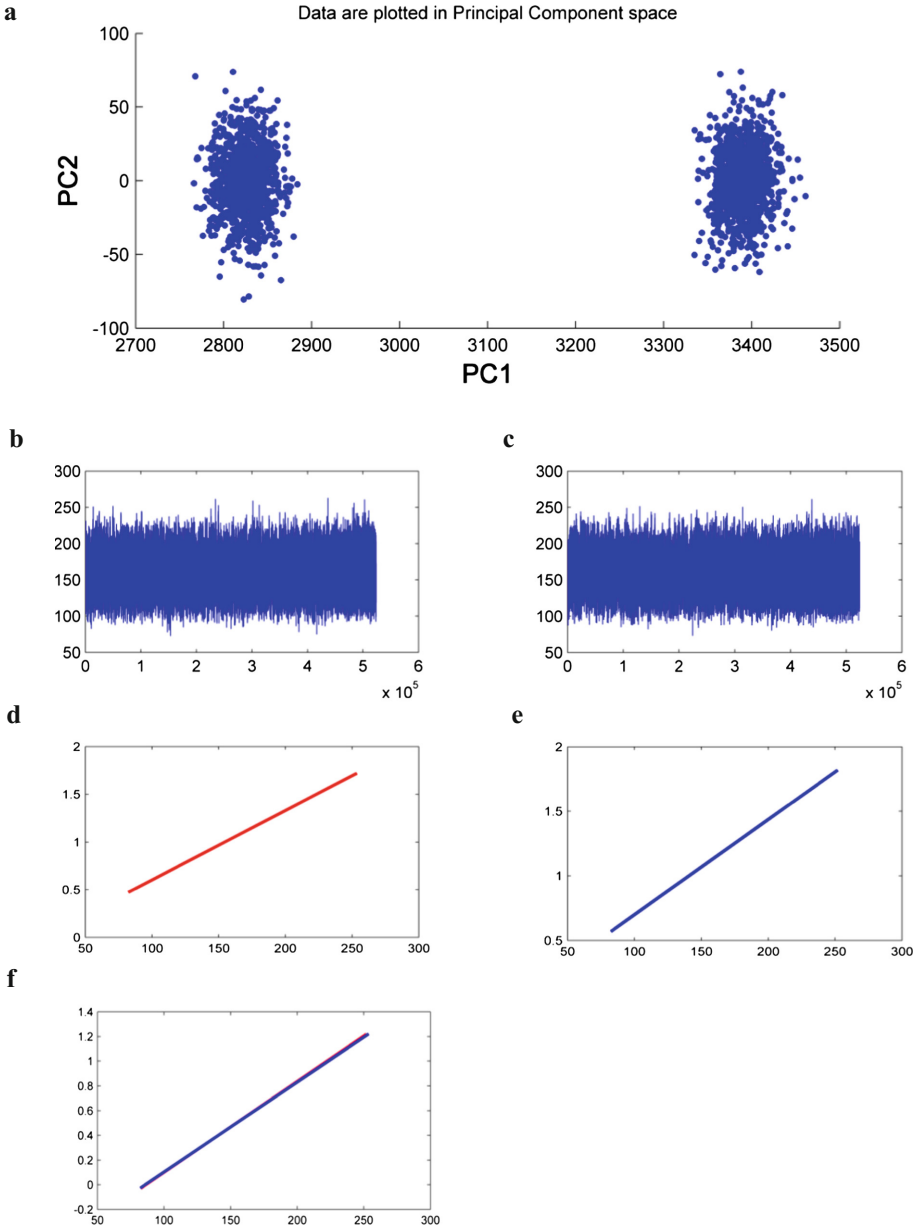 a
Data are plotted in Principal Component space
100
50
0
-50
-100
PC2
2700 2800 2900 3000 3100 3200 3300 3400 3500
PC1
b
300
250
200
150
100
50
0 1 2 3 4 5 6
x 10^5
c
300
250
200
150
100
50
0 1 2 3 4 5 6
x 10^5
d
2
1.5
1
0.5
0
50 100 150 200 250 300
e
2
1.5
1
0.5
50 100 150 200 250 300
f
1.4
1.2
1
0.8
0.6
0.4
0.2
0
-0.2
50 100 150 200 250 300